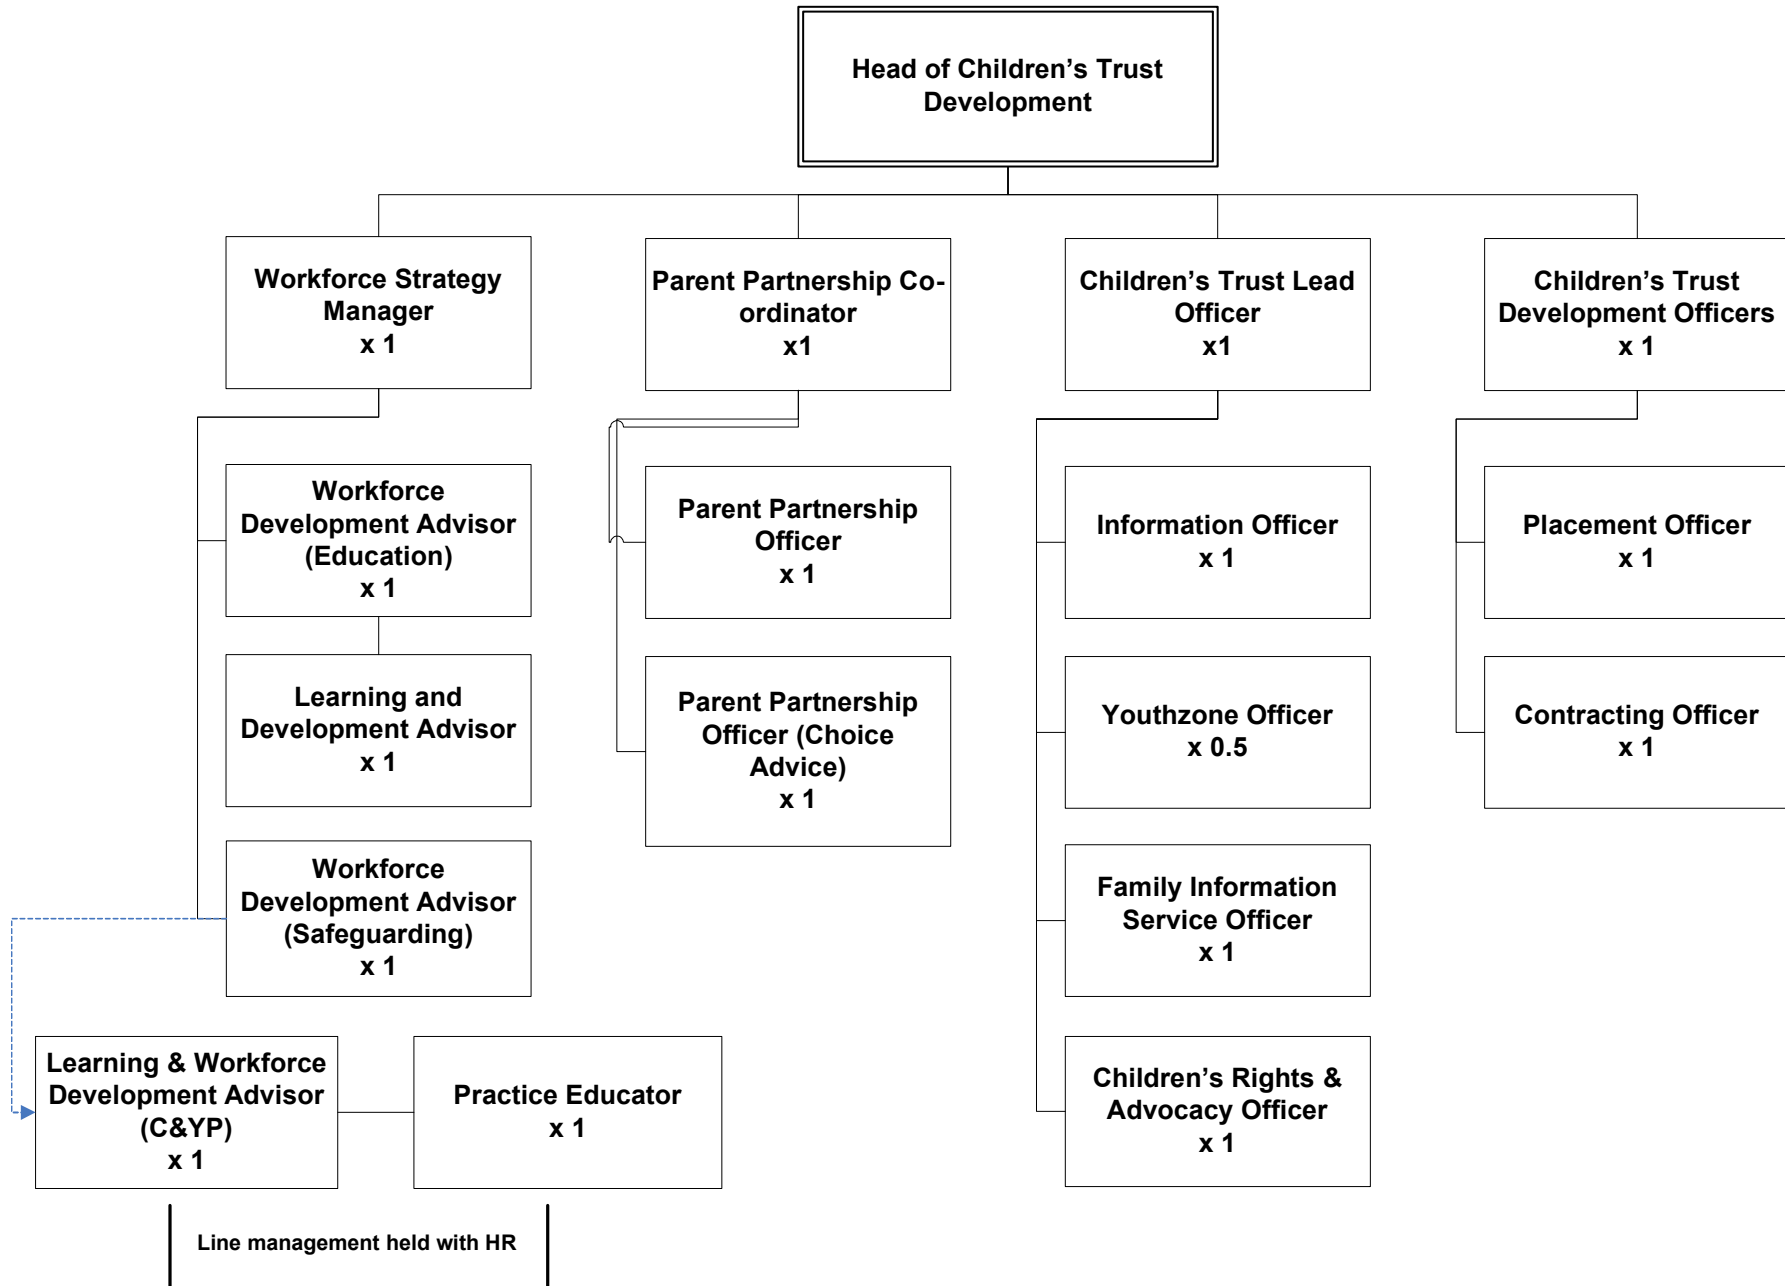 Head of Children's Trust
Development
Workforce Strategy
Manager
x 1
Parent Partnership Co-
ordinator
x1
Children's Trust Lead
Officer
x1
Children's Trust
Development Officers
x 1
Workforce
Development Advisor
(Education)
x 1
Parent Partnership
Officer
x 1
Information Officer
x 1
Placement Officer
x 1
Learning and
Development Advisor
x 1
Parent Partnership
Officer (Choice
Advice)
x 1
Youthzone Officer
x 0.5
Contracting Officer
x 1
Workforce
Development Advisor
(Safeguarding)
x 1
Family Information
Service Officer
x 1
Learning & Workforce
Development Advisor
(C&YP)
x 1
Practice Educator
x 1
Children's Rights &
Advocacy Officer
x 1
Line management held with HR